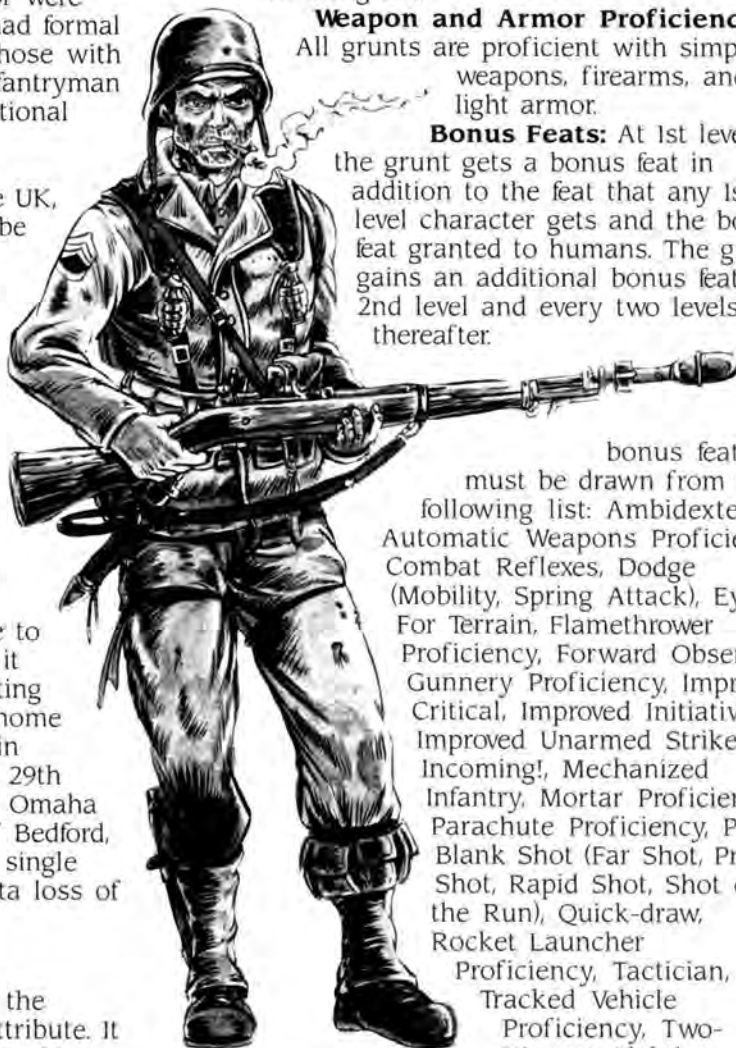 were
had formal
hose with
fantryman
tional
e UK,
be
e to
it
ting
home
in
29th
Omaha
Bedford,
single
ta loss of
the
ttribute. It
Weapon and Armor Proficienc
All grunts are proficient with simp
weapons, firearms, and
light armor.
Bonus Feats: At 1st leve
the grunt gets a bonus feat in
addition to the feat that any 1s
level character gets and the bo
feat granted to humans. The g
gains an additional bonus feat
2nd level and every two levels
thereafter.
bonus feat
must be drawn from
following list: Ambidexte
Automatic Weapons Proficie
Combat Reflexes, Dodge
(Mobility, Spring Attack), Ey
For Terrain, Flamethrower
Proficiency, Forward Obser
Gunnery Proficiency, Impr
Critical, Improved Initiativ
Improved Unarmed Strike
Incoming!, Mechanized
Infantry, Mortar Proficien
Parachute Proficiency, P
Blank Shot (Far Shot, Pr
Shot, Rapid Shot, Shot
the Run), Quick-draw,
Rocket Launcher
Proficiency, Tactician,
Tracked Vehicle
Proficiency, Two-